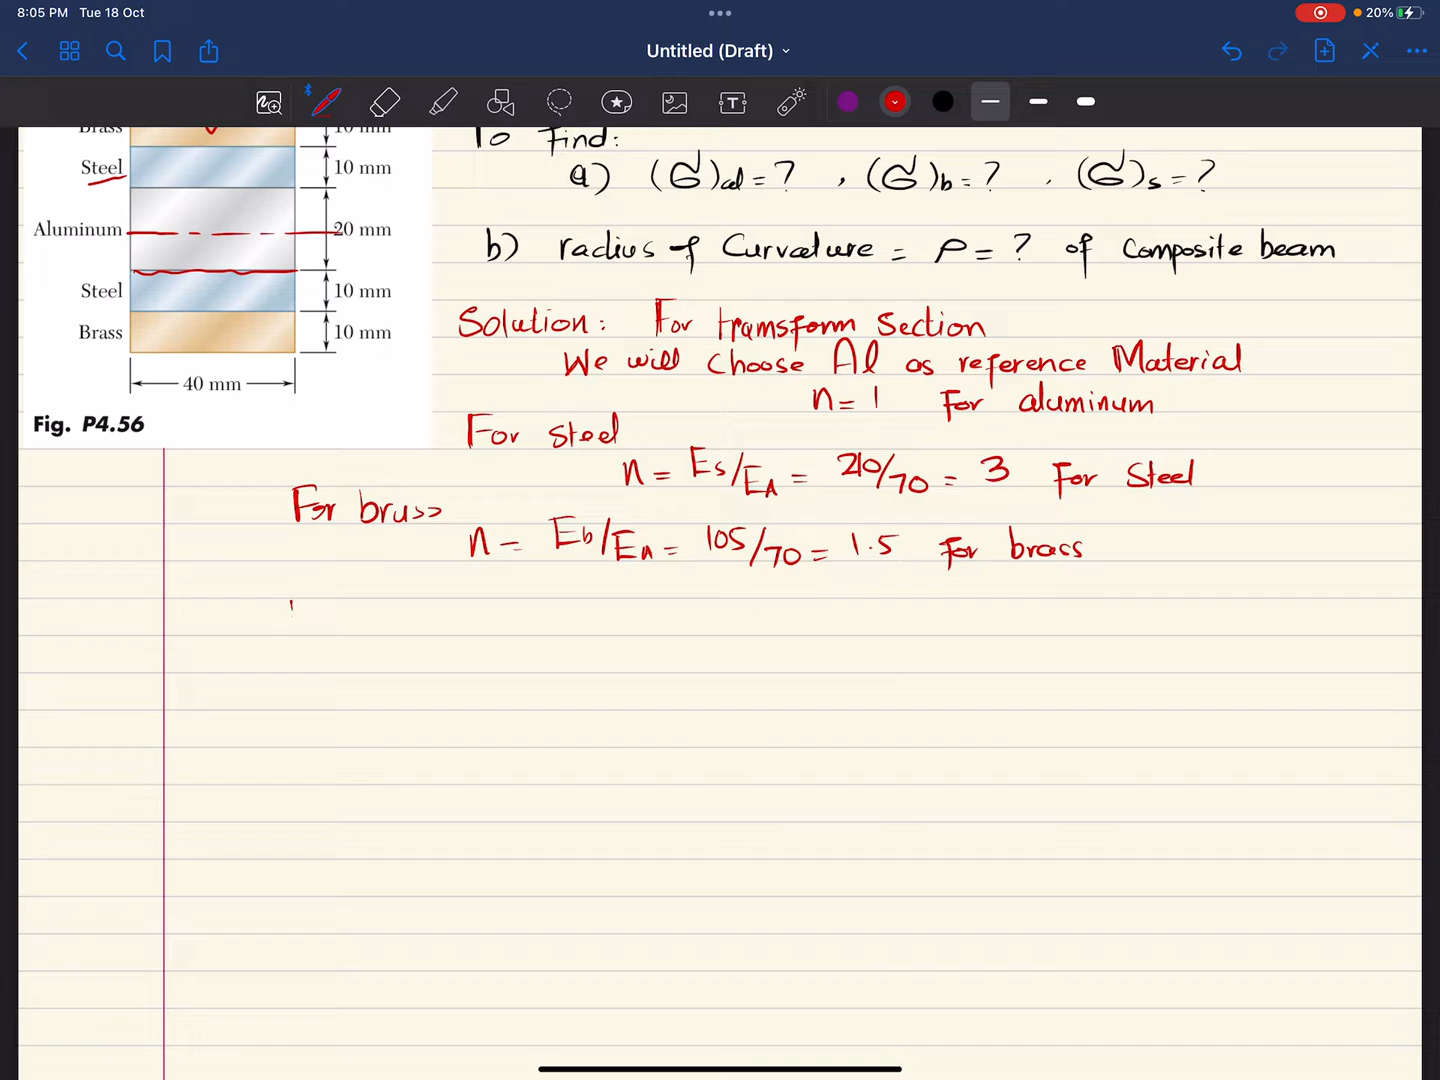 8:05 PM Tue 18 Oct
20%
Untitled (Draft)
Brass 10 mm
Steel 10 mm
Aluminum 20 mm
Steel 10 mm
Brass 10 mm
40 mm
Fig. P4.56
To Find:
a) (σ)al = ? , (σ)b = ? , (σ)s = ?
b) radius of Curvature = ρ = ? of composite beam
Solution: For transform Section
We will choose Al as reference Material
n = 1 For aluminum
For steel
n = Es/EA = 210/70 = 3 For Steel
For brass
n = Eb/EA = 105/70 = 1.5 For brass